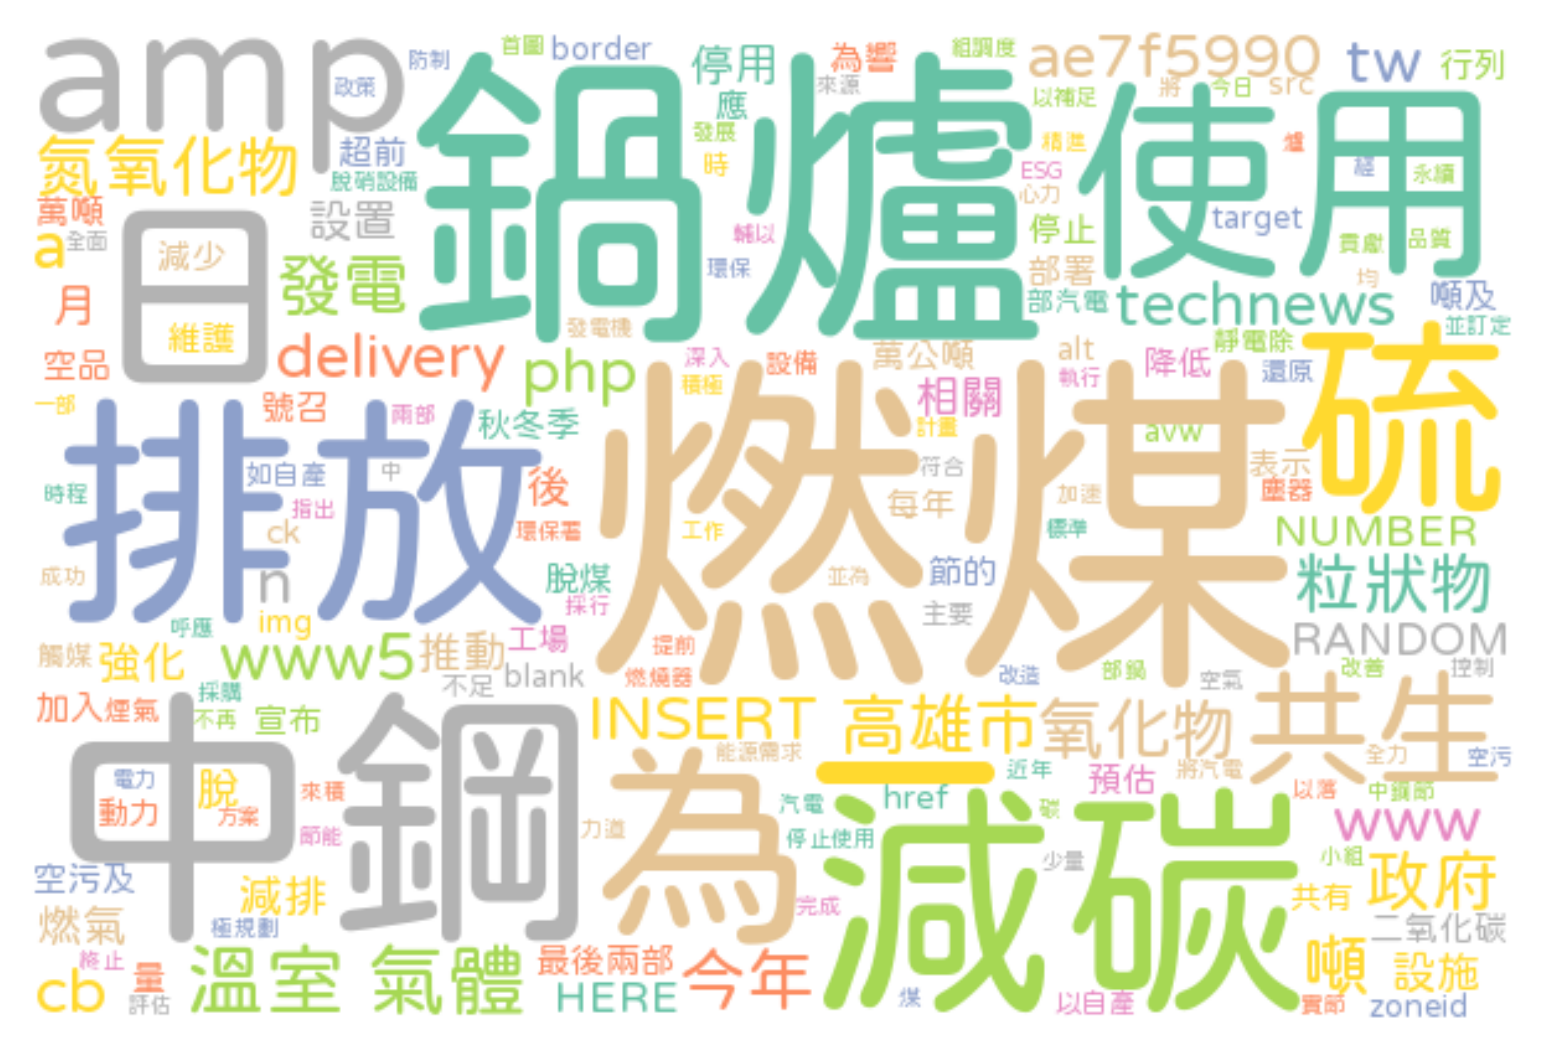 amp
防制
政策
首圖
border
停用
應
為響
來源
組調度
ae7f5990
以補足
將
今日
src
tw
行列
氮氧化物
超前
脫硝設備
鍋爐
使用
發展
時
精進
ESG
心力
爐
經
永續
萬噸
a
全面
設置
輔以
環保
停止
target
貢獻
品質
日
減少
維護
發電
部署
均
月
發電機
部汽電
technews
噸及
並訂定
空品
delivery
php
深入
積極
設備
萬公噸
alt
執行
降低
靜電除
還原
硫
一部
號召
兩部
秋冬季
相關
計畫
avw
排放
如自產
中
後
燃煤
符合
表示
塵器
時程
指出
ck
環保署
工作
每年
加速
標準
NUMBER
成功
n
脫煤
採行
並為
節的
主要
粒狀物
呼應
img
工場
提前
RANDOM
觸媒
強化
www5
推動
不足
blank
燃燒器
改造
部鍋
空氣
改善
控制
加入
煙氣
採購
不再
宣布
INSERT
高雄市
氧化物
共生
中鋼
能源需求
為
一
近年
預估
將汽電
全力
空污
電力
脫
動力
方案
來積
節能
力道
汽電
href
碳
以落
中鋼節
停止使用
減碳
www
空污及
減排
少量
小組
政府
燃氣
極規劃
完成
共有
二氧化碳
終止
量
溫室
氣體
最後兩部
今年
噸
設施
cb
評估
HERE
煤
以自產
實節
zoneid